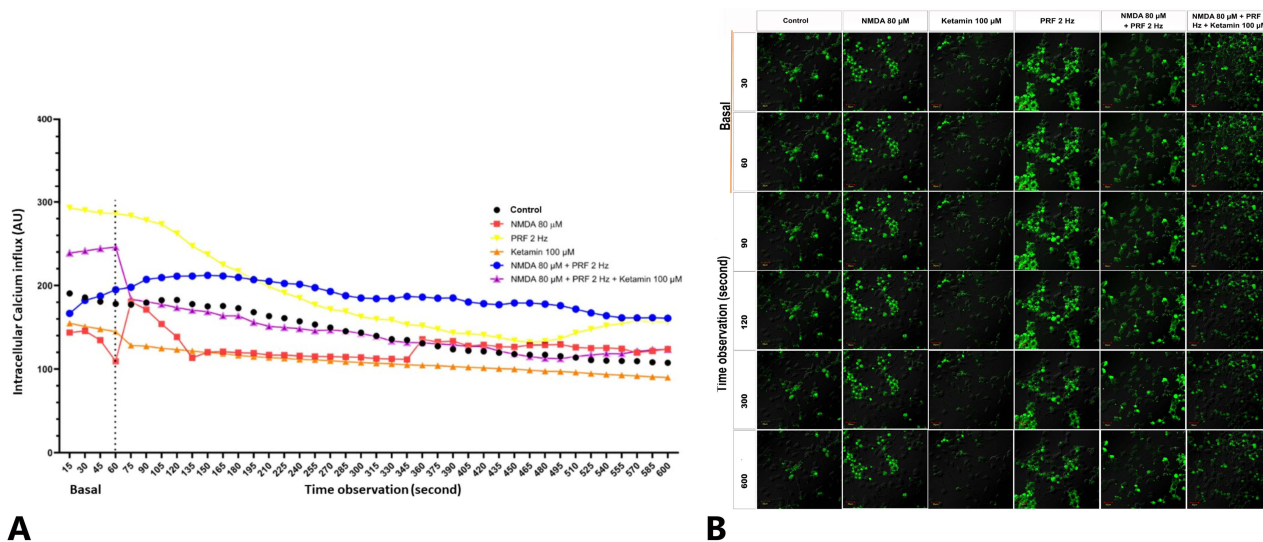 400
300
200
100
0
Intracellular Calcium influx (AU)
Control
NMDA 80 μM
PRF 2 Hz
Ketamin 100 μM
NMDA 80 μM + PRF 2 Hz
NMDA 80 μM + PRF 2 Hz + Ketamin 100 μM
15 30 45 60 75 90 105 120 135 150 165 180 195 210 225 240 255 270 285 300 315 330 345 360 375 390 405 420 435 450 465 480 495 510 525 540 555 570 585 600
Basal Time observation (second)
A
Control NMDA 80 μM Ketamin 100 μM PRF 2 Hz NMDA 80 μM NMDA 80 μM + PRF
+ PRF 2 Hz Hz + Ketamin 100 μM
Basal
30
60
Time observation (second)
90
120
300
600
B